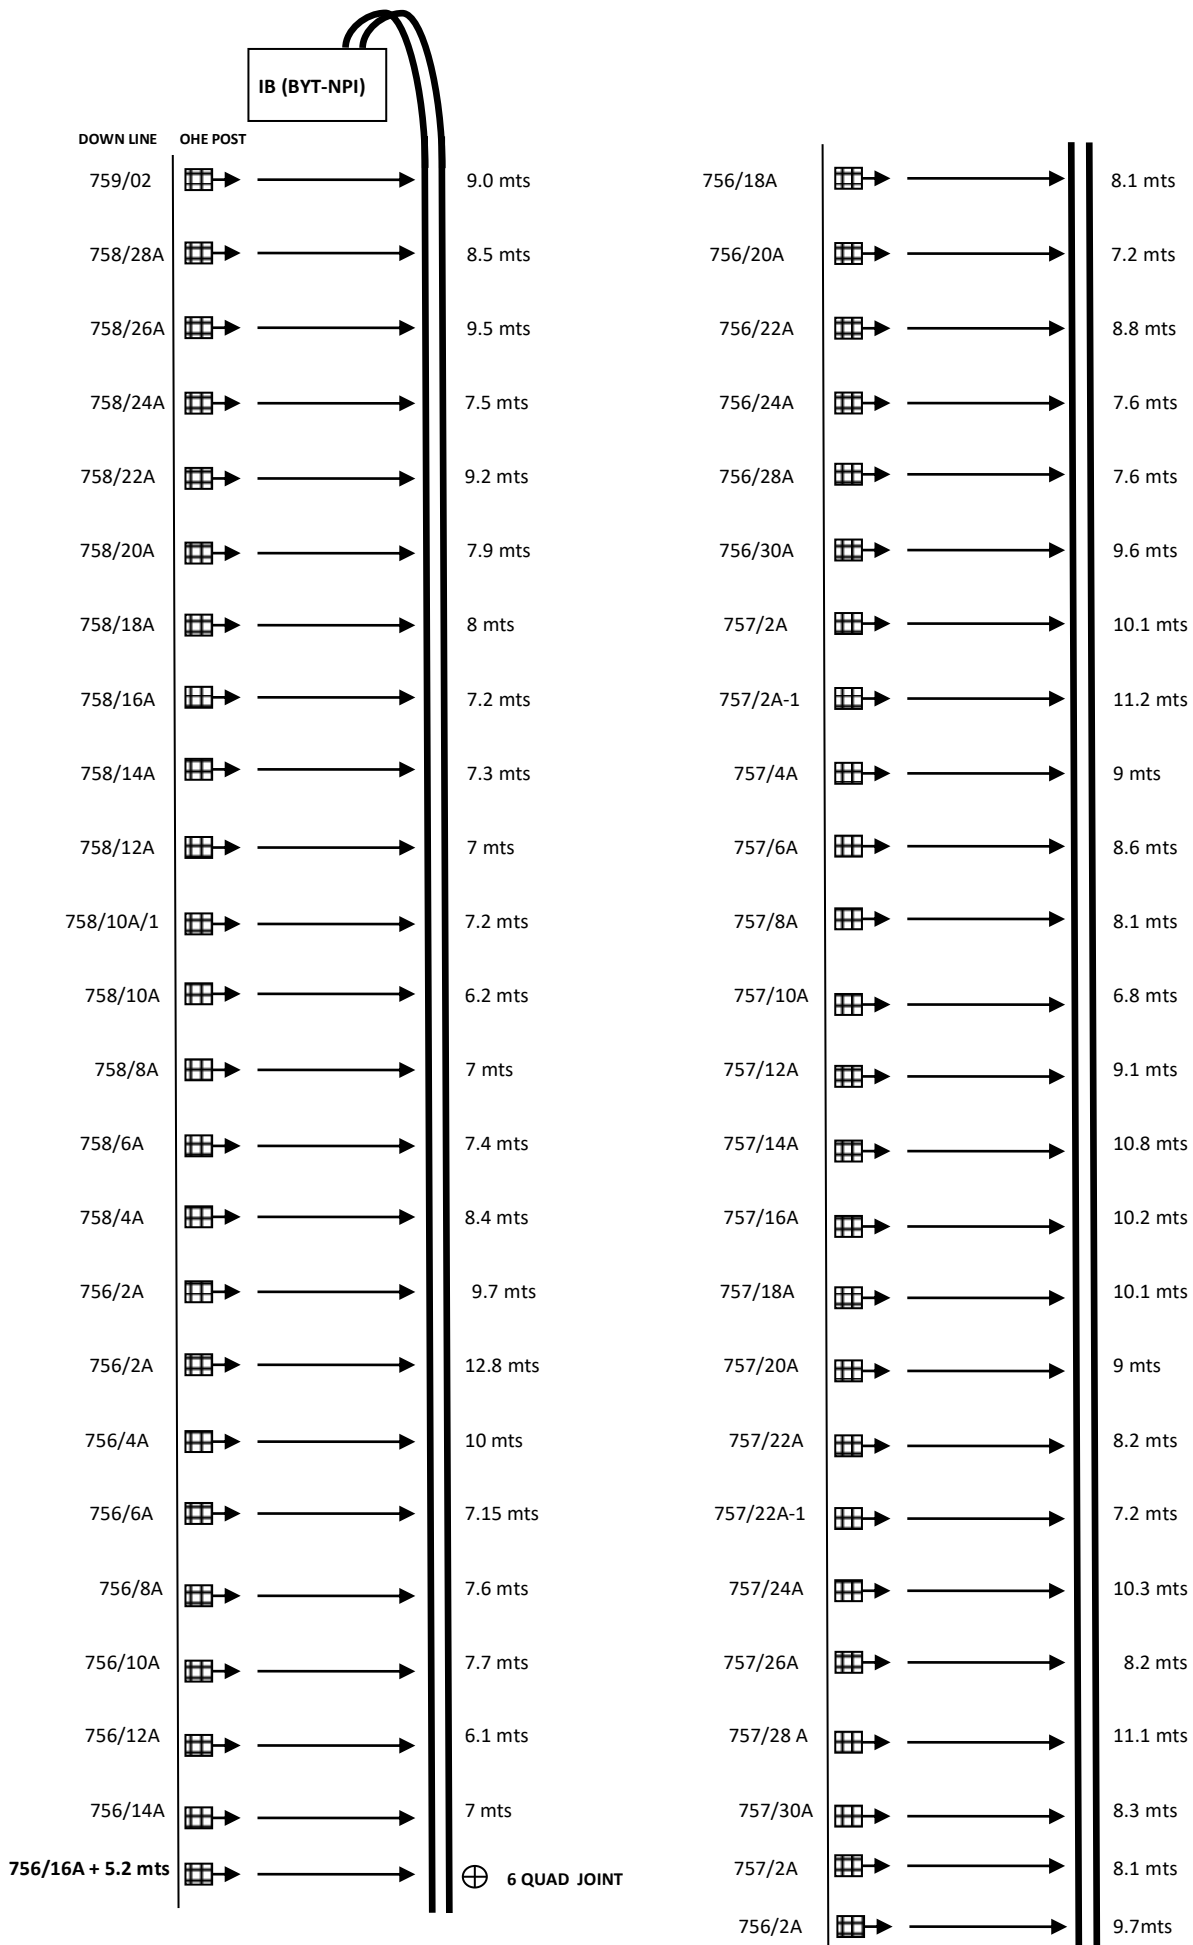 IB (BYT-NPI)
DOWN LINE OHE POST
759/02 9.0 mts
758/28A 8.5 mts
758/26A 9.5 mts
758/24A 7.5 mts
758/22A 9.2 mts
758/20A 7.9 mts
758/18A 8 mts
758/16A 7.2 mts
758/14A 7.3 mts
758/12A 7 mts
758/10A/1 7.2 mts
758/10A 6.2 mts
758/8A 7 mts
758/6A 7.4 mts
758/4A 8.4 mts
756/2A 9.7 mts
756/2A 12.8 mts
756/4A 10 mts
756/6A 7.15 mts
756/8A 7.6 mts
756/10A 7.7 mts
756/12A 6.1 mts
756/14A 7 mts
756/16A + 5.2 mts 6 QUAD JOINT
756/18A 8.1 mts
756/20A 7.2 mts
756/22A 8.8 mts
756/24A 7.6 mts
756/28A 7.6 mts
756/30A 9.6 mts
757/2A 10.1 mts
757/2A-1 11.2 mts
757/4A 9 mts
757/6A 8.6 mts
757/8A 8.1 mts
757/10A 6.8 mts
757/12A 9.1 mts
757/14A 10.8 mts
757/16A 10.2 mts
757/18A 10.1 mts
757/20A 9 mts
757/22A 8.2 mts
757/22A-1 7.2 mts
757/24A 10.3 mts
757/26A 8.2 mts
757/28 A 11.1 mts
757/30A 8.3 mts
757/2A 8.1 mts
756/2A 9.7mts